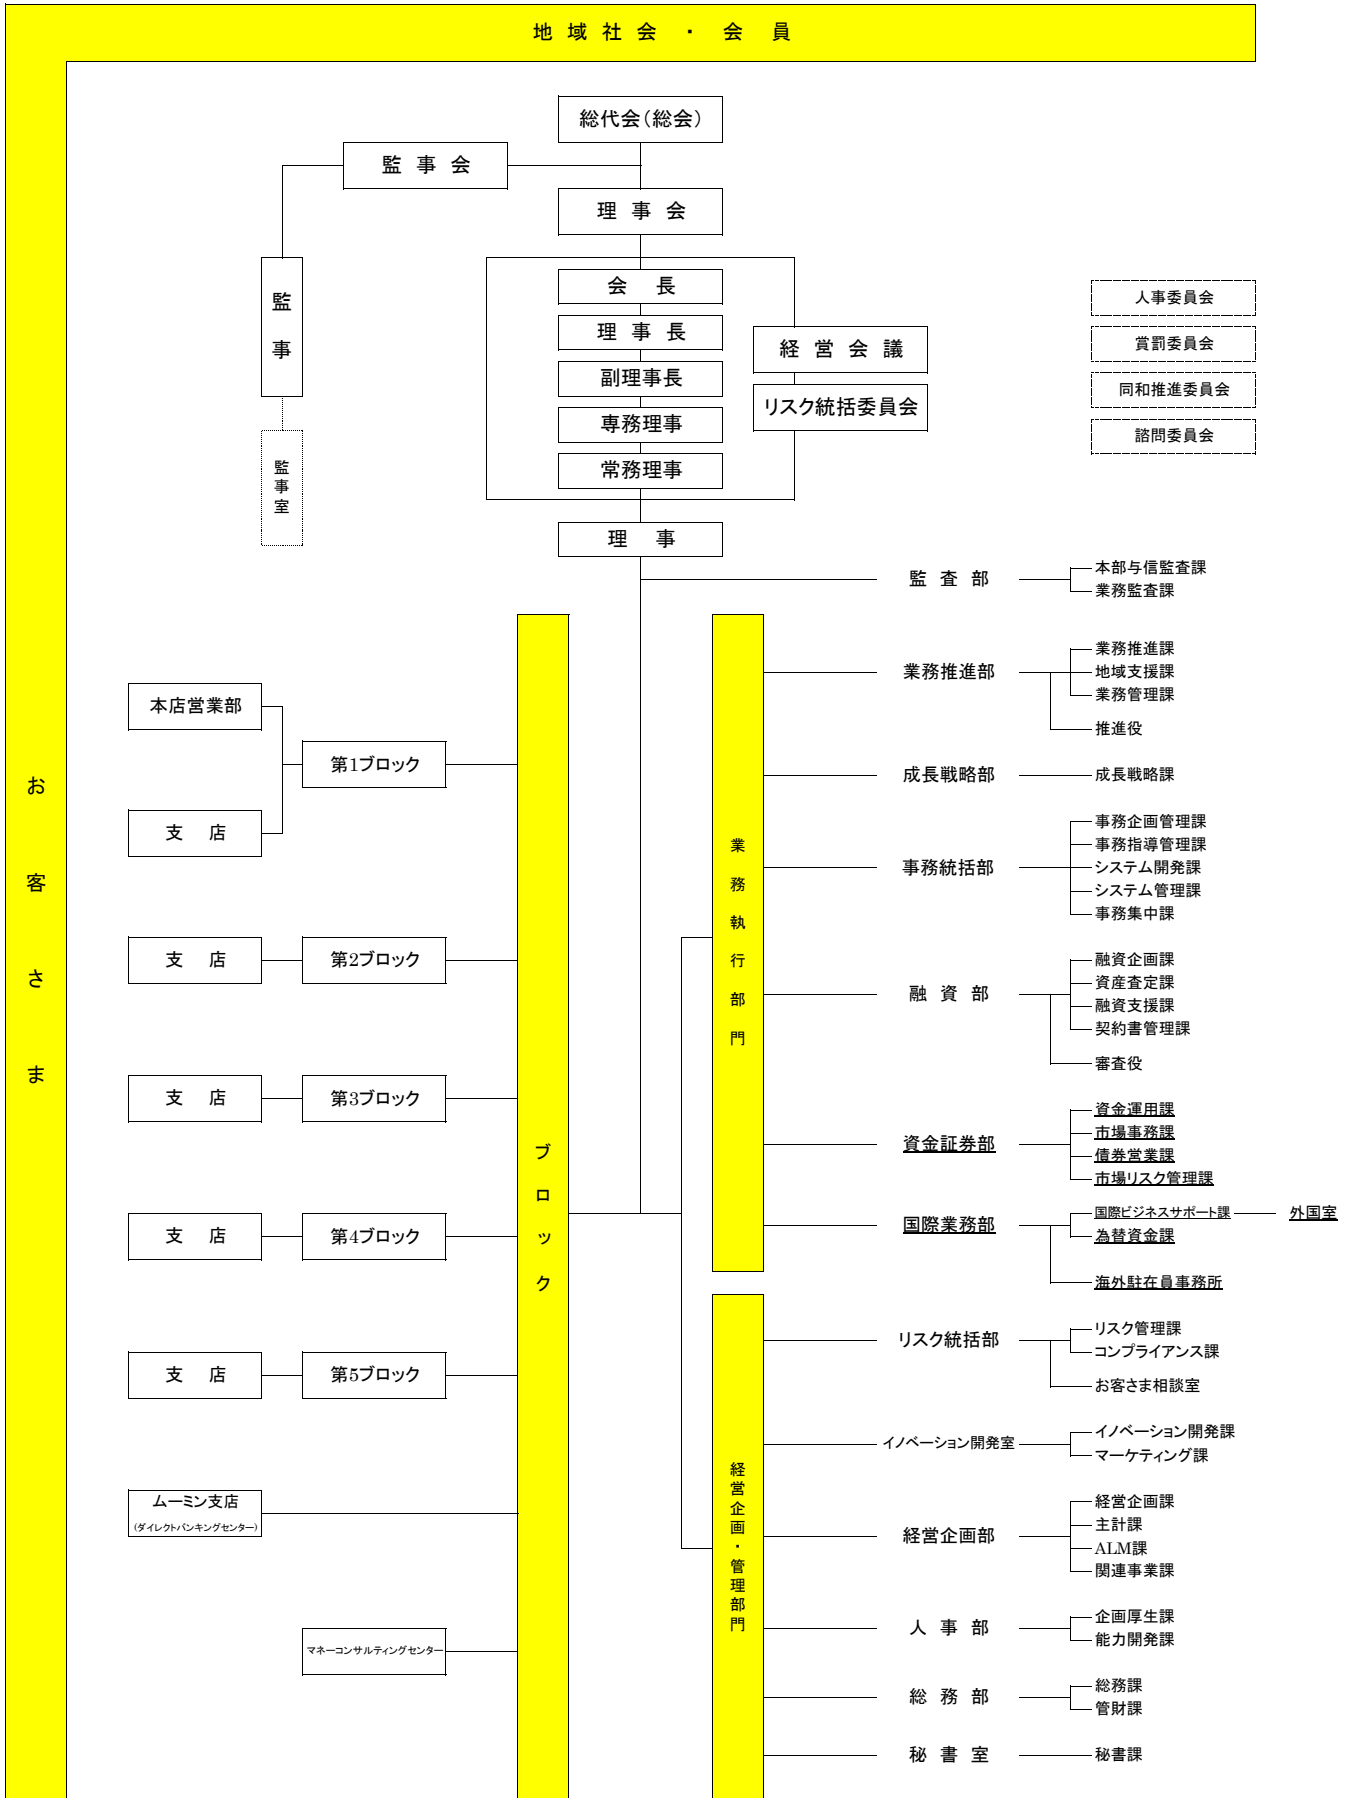 地域社会・会員
お客さま
総代会(総会)
監事会
理事会
監事
監事室
会長
理事長
副理事長
専務理事
常務理事
経営会議
リスク統括委員会
人事委員会
賞罰委員会
同和推進委員会
諮問委員会
理事
監査部
本部与信監査課
業務監査課
ブロック
本店営業部
支店
第1ブロック
支店
第2ブロック
支店
第3ブロック
支店
第4ブロック
支店
第5ブロック
ムーミン支店
(ダイレクトバンキングセンター)
マネーコンサルティングセンター
業務執行部門
業務推進部
業務推進課
地域支援課
業務管理課
推進役
成長戦略部
成長戦略課
事務統括部
事務企画管理課
事務指導管理課
システム開発課
システム管理課
事務集中課
融資部
融資企画課
資産査定課
融資支援課
契約書管理課
審査役
資金証券部
資金運用課
市場事務課
債券営業課
市場リスク管理課
国際業務部
国際ビジネスサポート課
外国室
為替資金課
海外駐在員事務所
経営企画・管理部門
リスク統括部
リスク管理課
コンプライアンス課
お客さま相談室
イノベーション開発室
イノベーション開発課
マーケティング課
経営企画部
経営企画課
主計課
ALM課
関連事業課
人事部
企画厚生課
能力開発課
総務部
総務課
管財課
秘書室
秘書課